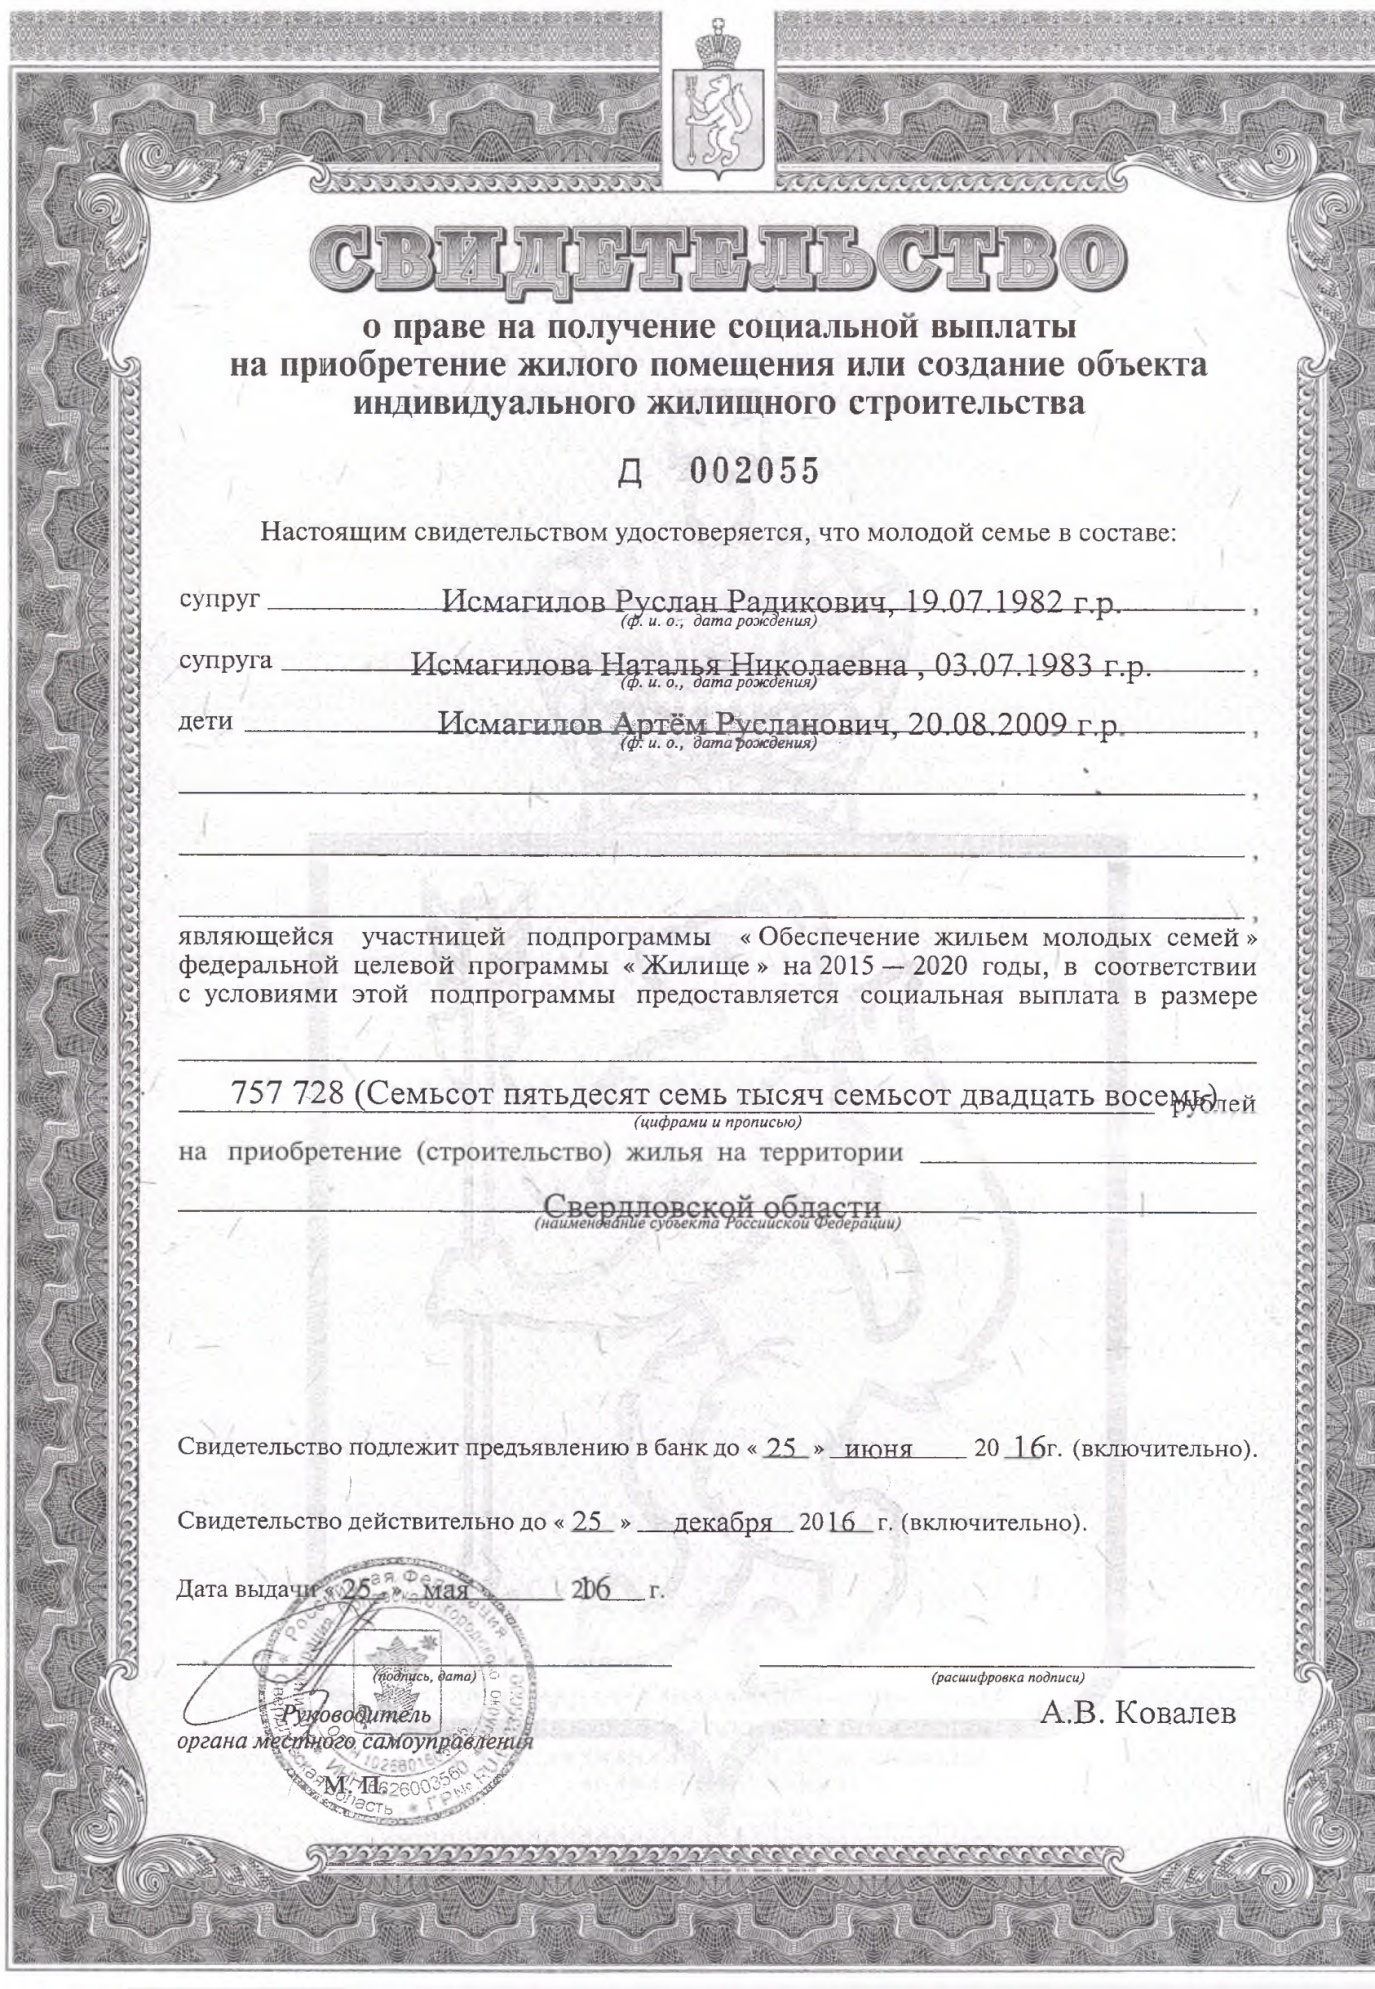 СВИДЕТЕЛЬСТВО
о праве на получение социальной выплаты
на приобретение жилого помещения или создание объекта
индивидуального жилищного строительства
Д 002055
Настоящим свидетельством удостоверяется, что молодой семье в составе:
супруг Исмагилов Руслан Радикович, 19.07.1982 г.р. ,
(ф. и. о., дата рождения)
супруга Исмагилова Наталья Николаевна , 03.07.1983 г.р. ,
(ф. и. о., дата рождения)
дети Исмагилов Артём Русланович, 20.08.2009 г.р. ,
(ф. и. о., дата рождения)
,
,
,
являющейся участницей подпрограммы «Обеспечение жильем молодых семей»
федеральной целевой программы «Жилище» на 2015 — 2020 годы, в соответствии
с условиями этой подпрограммы предоставляется социальная выплата в размере
757 728 (Семьсот пятьдесят семь тысяч семьсот двадцать восемь) рублей
(цифрами и прописью)
на приобретение (строительство) жилья на территории
Свердловской области
(наименование субъекта Российской Федерации)
Свидетельство подлежит предъявлению в банк до « 25 » июня 20 16г. (включительно).
Свидетельство действительно до « 25 » декабря 2016 г. (включительно).
Дата выдачи « 25 » мая 2016 г.
(подпись, дата) (расшифровка подписи)
Руководитель А.В. Ковалев
органа местного самоуправления
М. П.